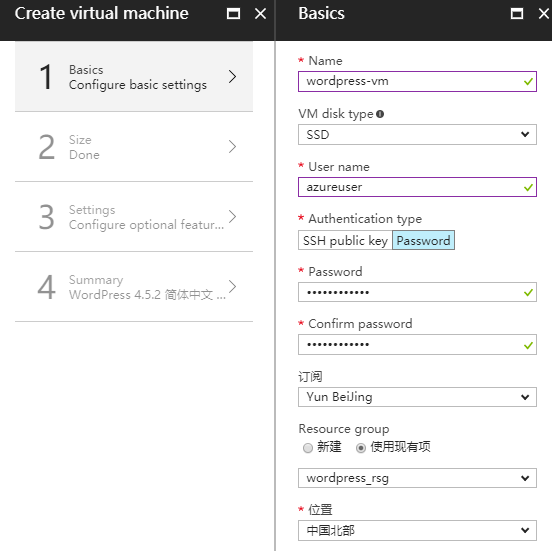 Create virtual machine
1
Basics
Configure basic settings
2
Size
Done
3
Settings
Configure optional featur...
4
Summary
WordPress 4.5.2 简体中文 ...
Basics
* Name
wordpress-vm
VM disk type
SSD
* User name
azureuser
* Authentication type
SSH public key Password
* Password
••••••••••••
* Confirm password
••••••••••••
订阅
Yun BeiJing
Resource group
新建 使用现有项
wordpress_rsg
* 位置
中国北部